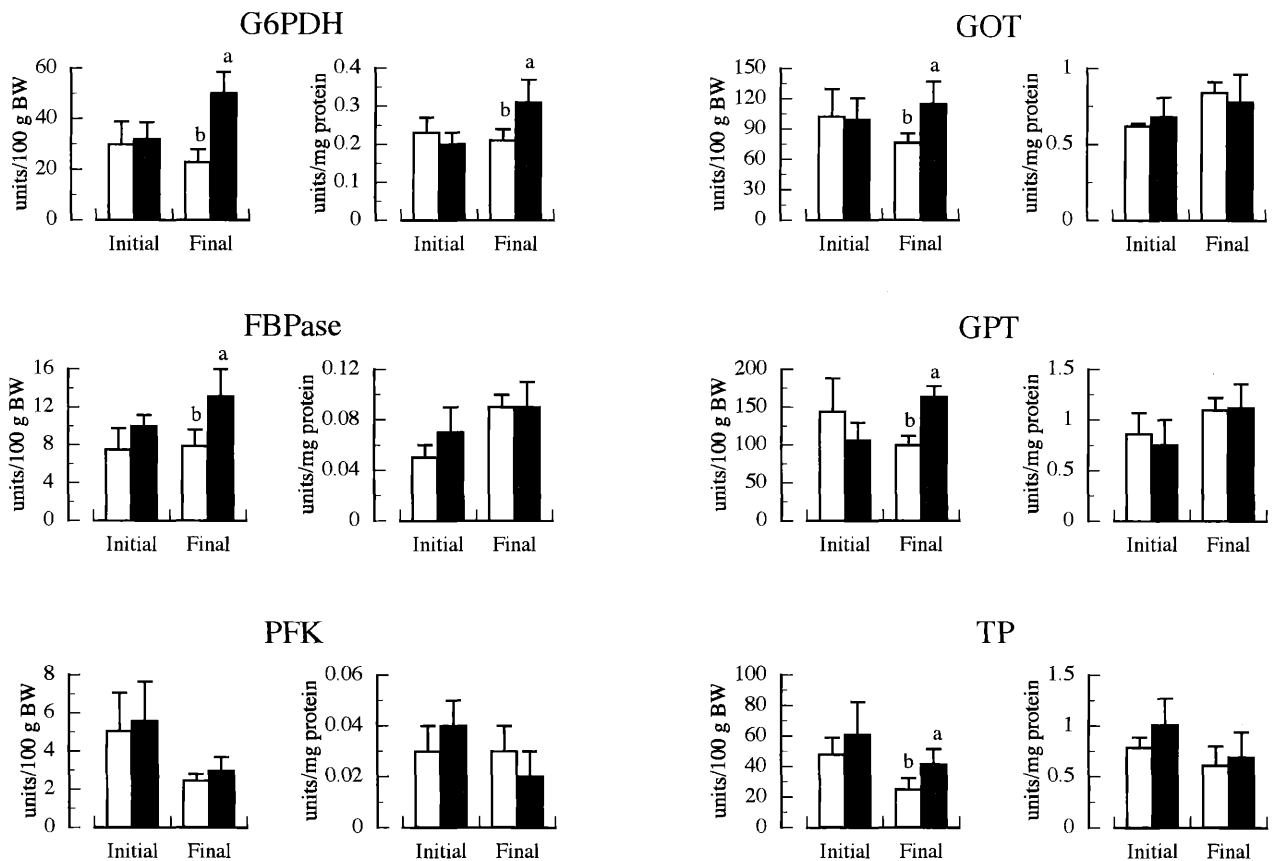 G6PDH
units/100 g BW
60
40
20
0
b
a
Initial Final
units/mg protein
0.4
0.3
0.2
0.1
0
b
a
Initial Final
GOT
units/100 g BW
150
120
90
60
30
0
b
a
Initial Final
units/mg protein
1
0.5
0
Initial Final
FBPase
units/100 g BW
16
12
8
4
0
b
a
Initial Final
units/mg protein
0.12
0.08
0.04
0
Initial Final
GPT
units/100 g BW
200
150
100
50
0
b
a
Initial Final
units/mg protein
1.5
1
0.5
0
Initial Final
PFK
units/100 g BW
8
6
4
2
0
Initial Final
units/mg protein
0.06
0.04
0.02
0
Initial Final
TP
units/100 g BW
100
80
60
40
20
0
b
a
Initial Final
units/mg protein
1.5
1
0.5
0
Initial Final